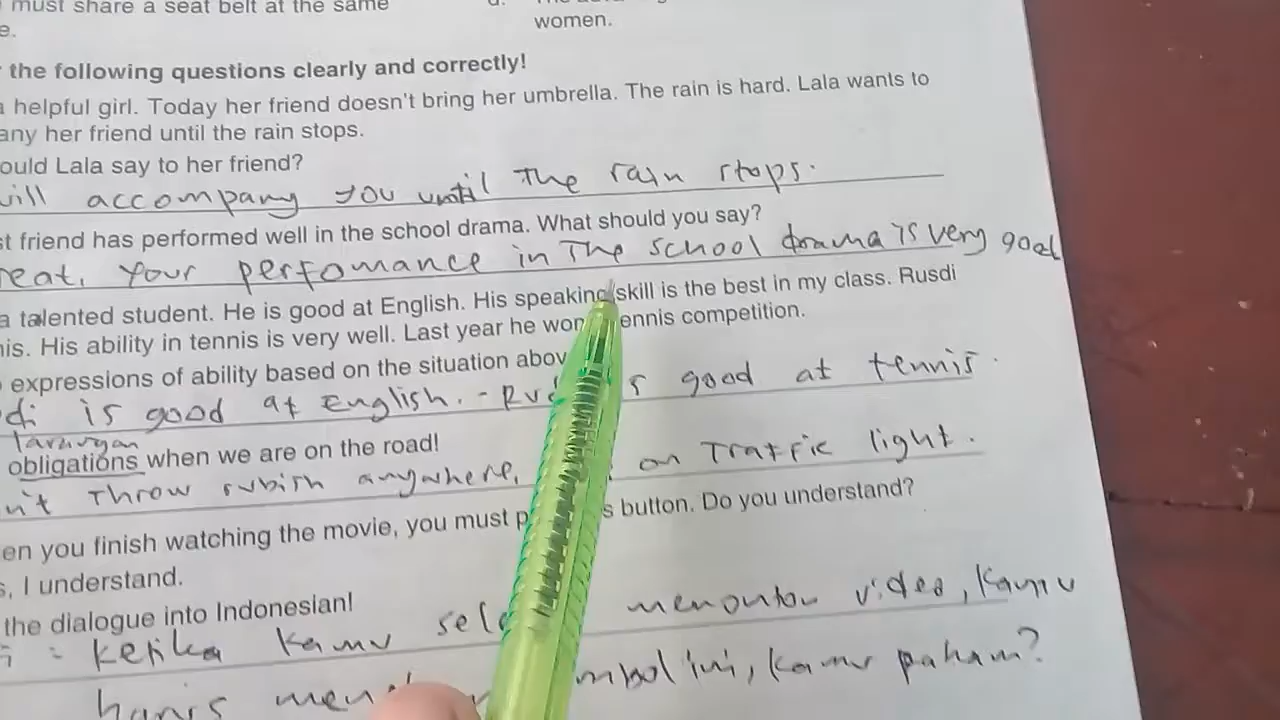 must share a seat belt at the same
e.
women.
the following questions clearly and correctly!
a helpful girl. Today her friend doesn't bring her umbrella. The rain is hard. Lala wants to
any her friend until the rain stops.
ould Lala say to her friend?
will accompany you until the rain stops.
st friend has performed well in the school drama. What should you say?
reat, your perfomance in the school drama is very good
a talented student. He is good at English. His speaking skill is the best in my class. Rusdi
nis. His ability in tennis is very well. Last year he won tennis competition.
expressions of ability based on the situation abov
di is good at English. - Rud s good at tennis.
larangan
obligations when we are on the road!
n't throw rubish anywhere, on traffic light.
en you finish watching the movie, you must p s button. Do you understand?
s, I understand.
the dialogue into Indonesian!
i : ketika kamu sele menonton video, kamu
harus men mbol ini, kamu paham?